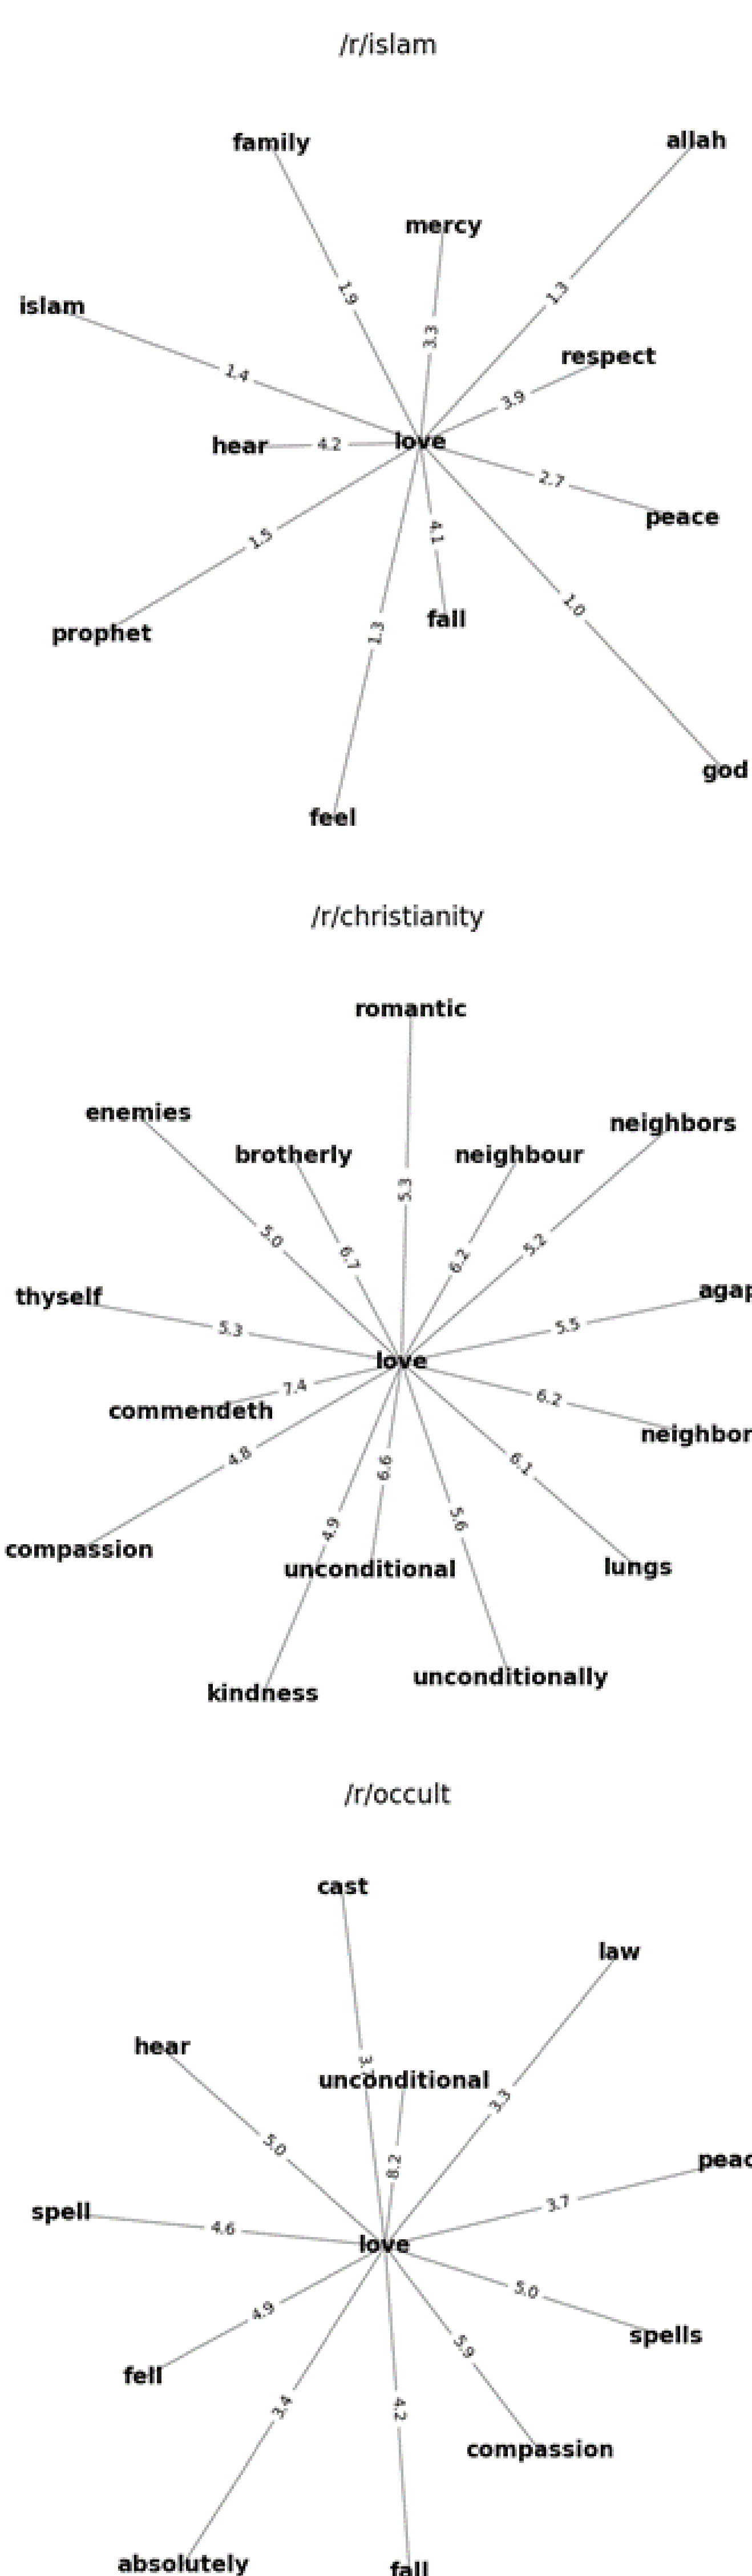 /r/islam
family
allah
mercy
islam
1.9
1.3
3.3
respect
1.4
3.9
hear
4.2
love
2.7
peace
1.5
4.1
prophet
1.3
fall
1.0
god
feel
/r/christianity
romantic
enemies
neighbors
brotherly
neighbour
5.3
5.0
6.7
6.2
5.2
thyself
agap
5.3
5.5
love
commendeth
7.4
6.2
neighbor
4.8
6.6
6.1
4.9
5.6
compassion
unconditional
lungs
kindness
unconditionally
/r/occult
cast
law
hear
3.
unconditional
3.3
5.0
8.2
peac
spell
4.6
3.7
love
4.9
5.0
spells
fell
5.9
3.4
4.2
compassion
absolutely
fall